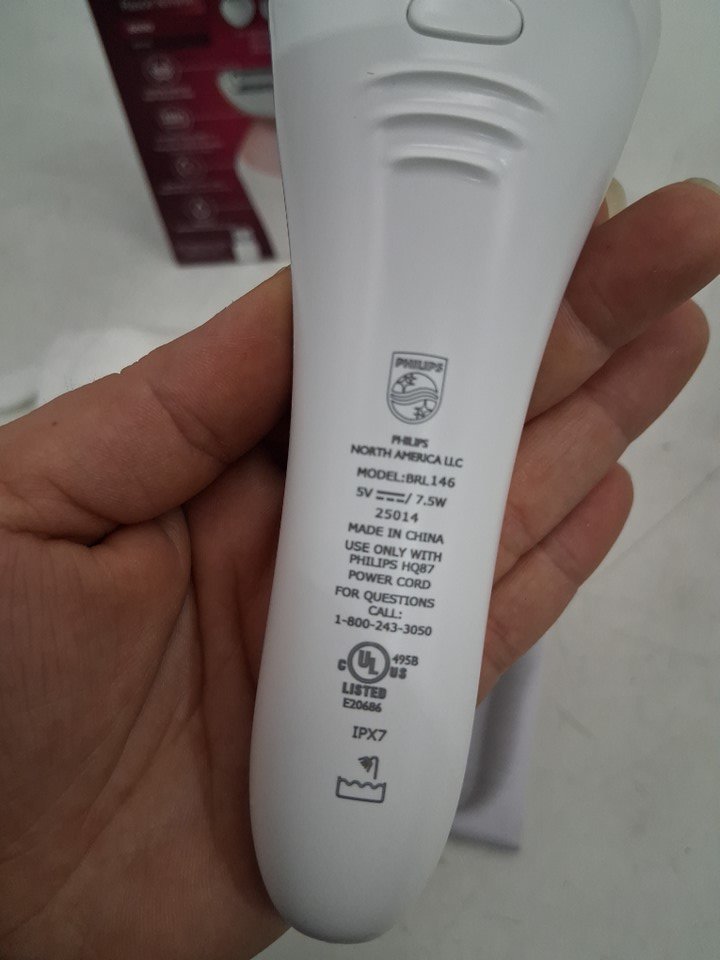 PHILIPS
PHILIPS
NORTH AMERICA LLC
MODEL:BRL146
5V ⎓/ 7.5W
25014
MADE IN CHINA
USE ONLY WITH
PHILIPS HQ87
POWER CORD
FOR QUESTIONS
CALL:
1-800-243-3050
C UL US 495B
LISTED
E20686
IPX7